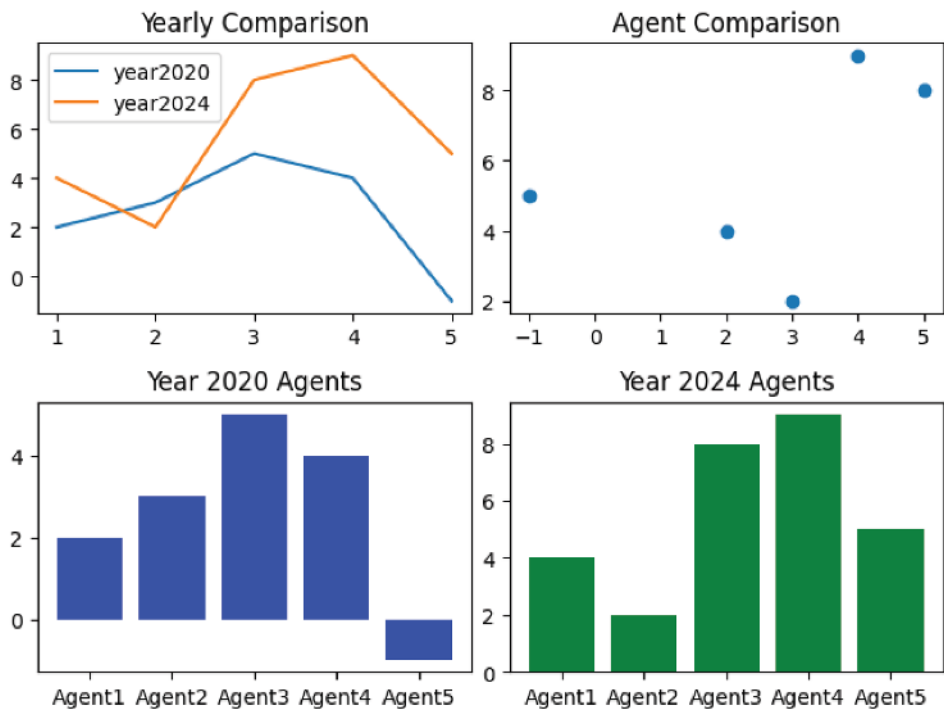 Yearly Comparison
year2020
year2024
8
6
4
2
0
1 2 3 4 5
Agent Comparison
8
6
4
2
−1 0 1 2 3 4 5
Year 2020 Agents
4
2
0
Agent1 Agent2 Agent3 Agent4 Agent5
Year 2024 Agents
8
6
4
2
0
Agent1 Agent2 Agent3 Agent4 Agent5